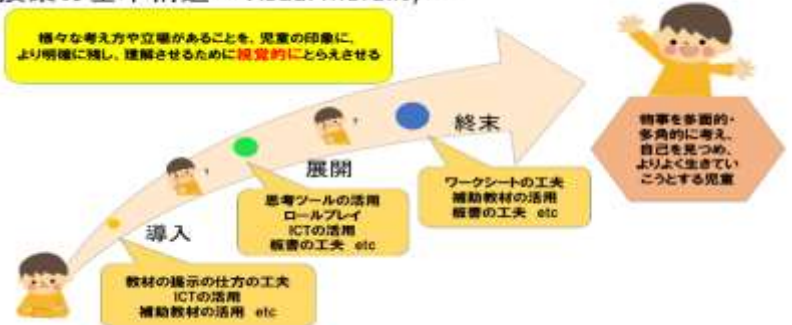 様々な考え方や立場があることを、児童の印象に、
より明確に残し、理解させるために視覚的にとらえさせる
終末
物事を多面的・
多角的に考え、
自己を見つめ、
よりよく生きてい
こうとする児童
展開
ワークシートの工夫
補助教材の活用
板書の工夫 etc
思考ツールの活用
ロールプレイ
ICTの活用
板書の工夫 etc
導入
教材の提示の仕方の工夫
ICTの活用
補助教材の活用 etc